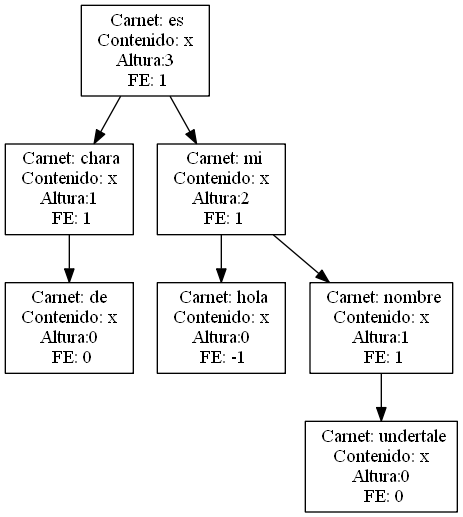 Carnet: es
Contenido: x
Altura:3
FE: 1
Carnet: chara
Contenido: x
Altura:1
FE: 1
Carnet: mi
Contenido: x
Altura:2
FE: 1
Carnet: de
Contenido: x
Altura:0
FE: 0
Carnet: hola
Contenido: x
Altura:0
FE: -1
Carnet: nombre
Contenido: x
Altura:1
FE: 1
Carnet: undertale
Contenido: x
Altura:0
FE: 0